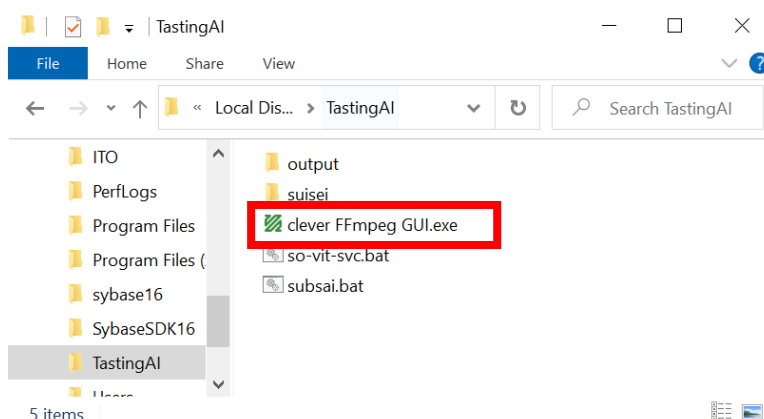 TastingAI
File Home Share View
« Local Dis... TastingAI Search TastingAI
ITO
PerfLogs
Program Files
Program Files (
sybase16
SybaseSDK16
TastingAI
Users
output
suisei
clever FFmpeg GUI.exe
so-vit-svc.bat
subsai.bat
5 items